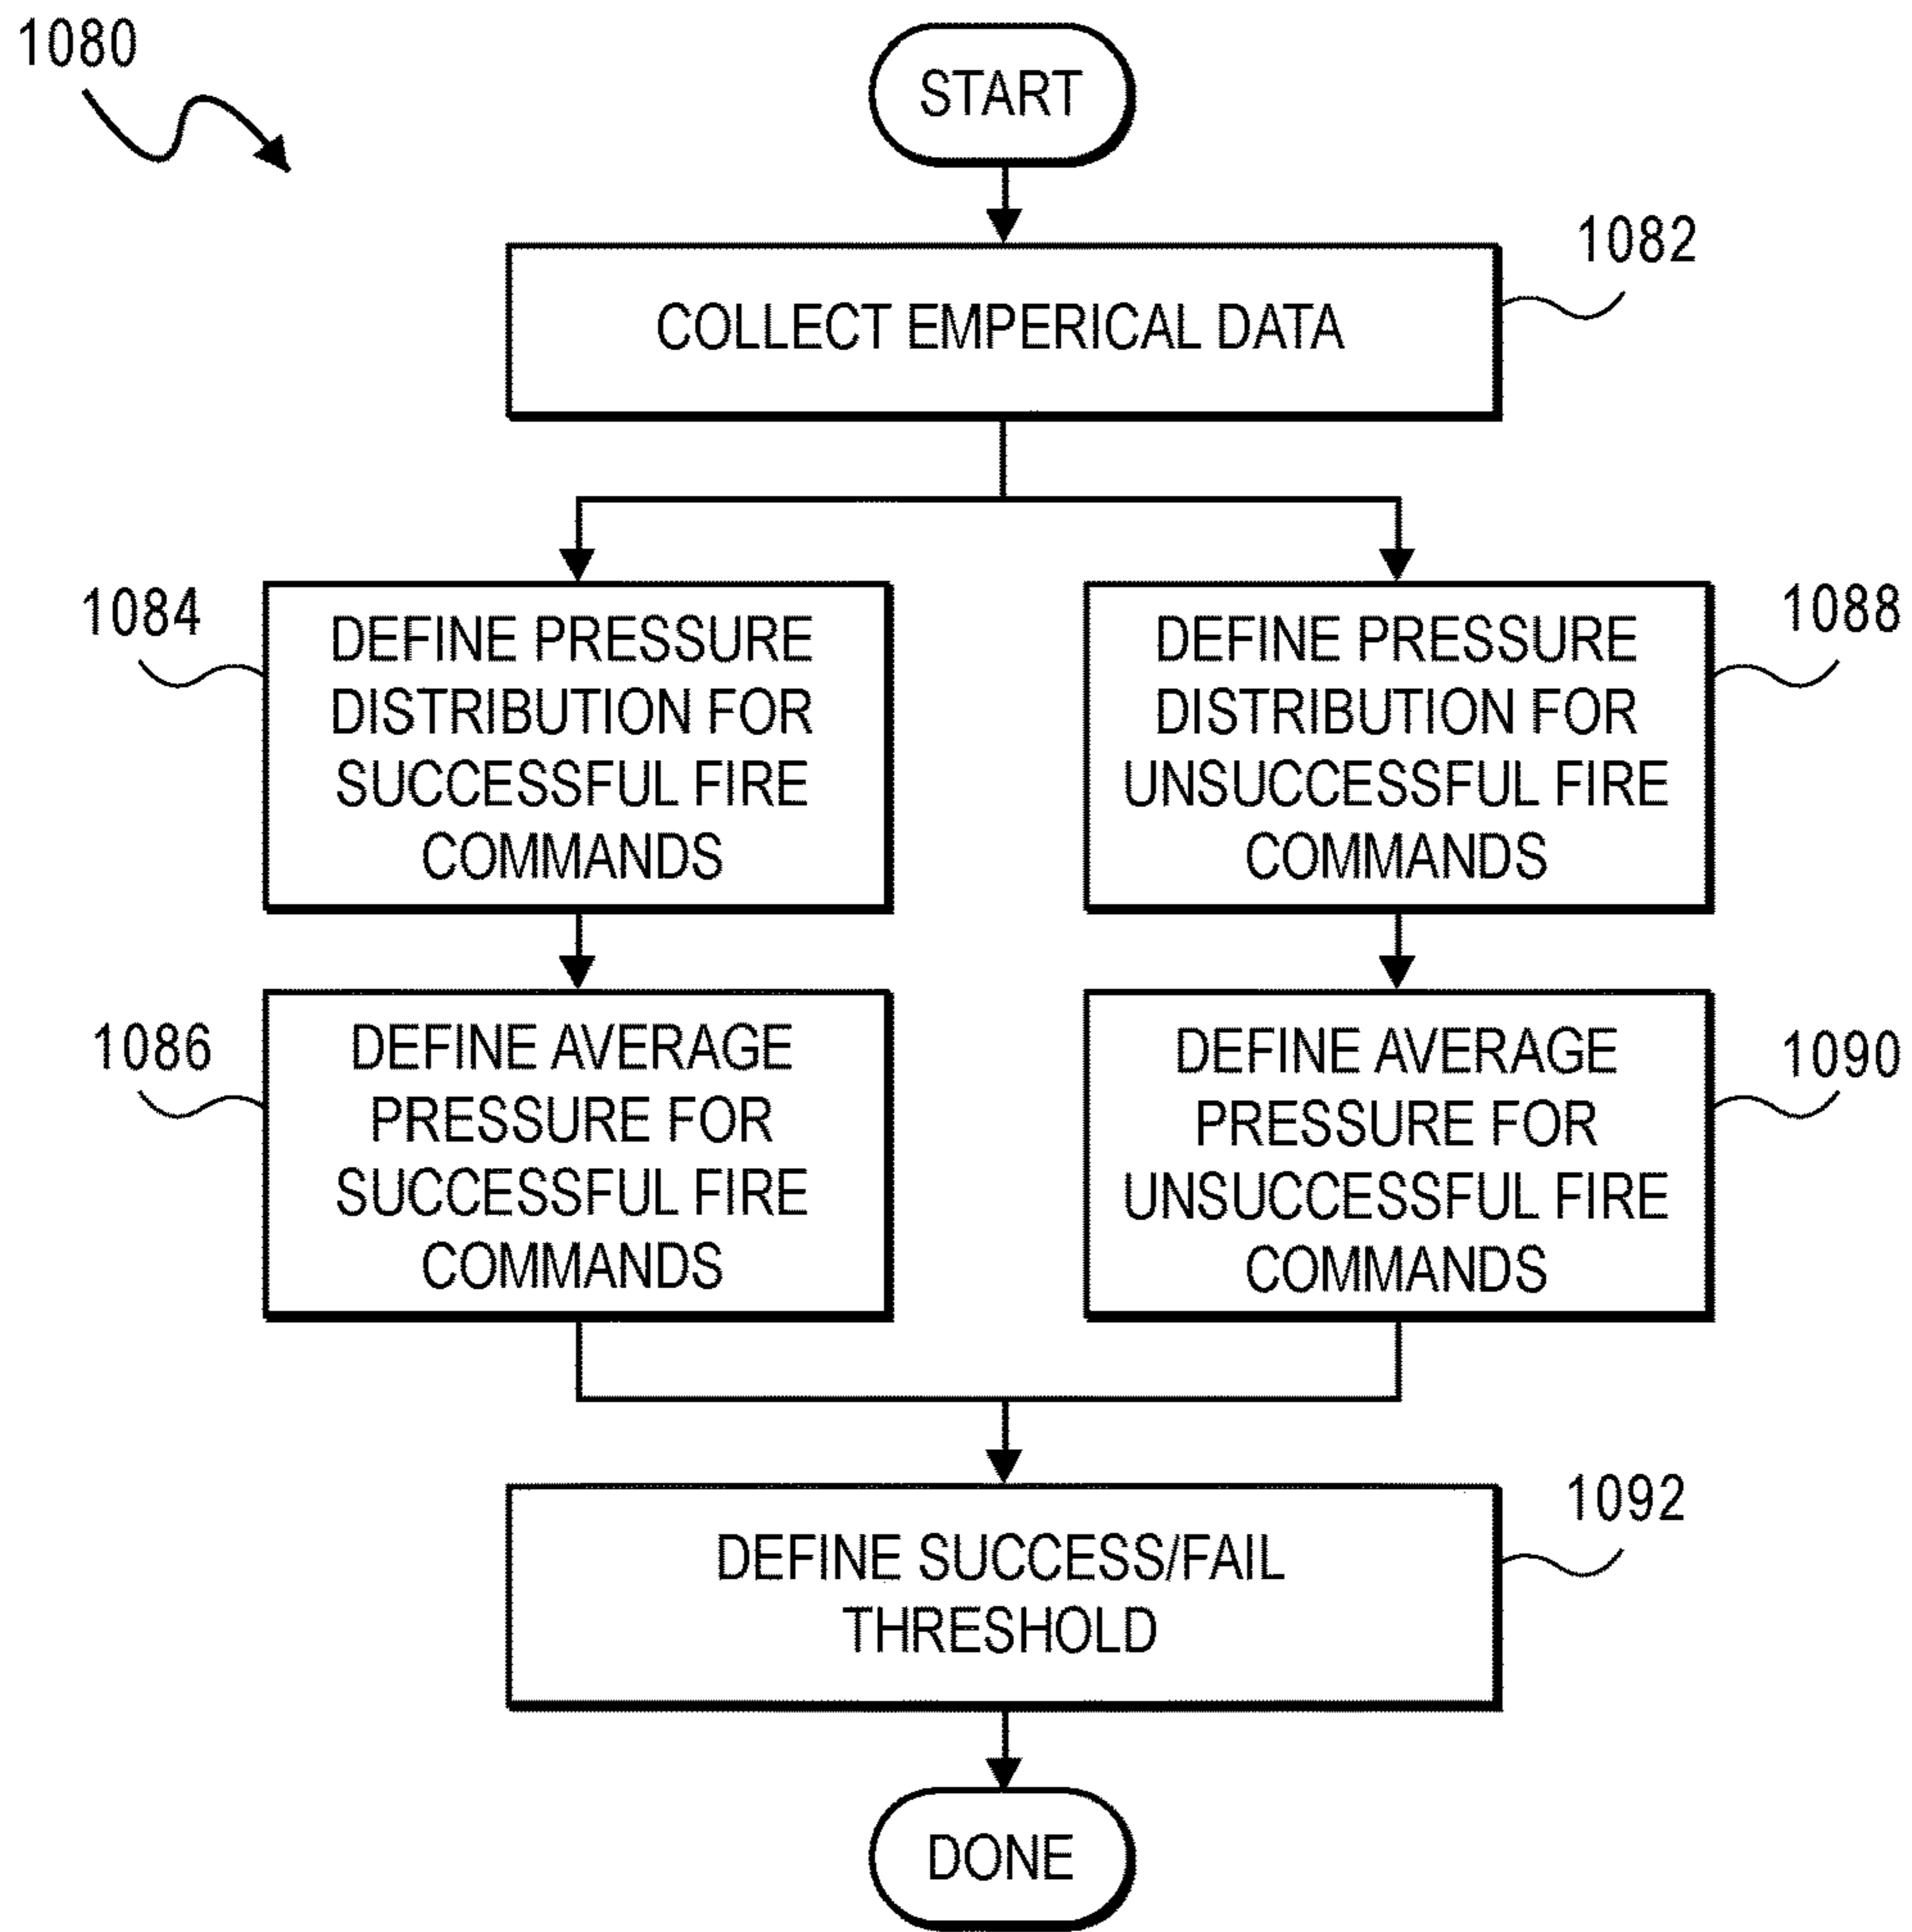 1080
START
1082
COLLECT EMPERICAL DATA
1084
DEFINE PRESSURE
DISTRIBUTION FOR
SUCCESSFUL FIRE
COMMANDS
1088
DEFINE PRESSURE
DISTRIBUTION FOR
UNSUCCESSFUL FIRE
COMMANDS
1086
DEFINE AVERAGE
PRESSURE FOR
SUCCESSFUL FIRE
COMMANDS
1090
DEFINE AVERAGE
PRESSURE FOR
UNSUCCESSFUL FIRE
COMMANDS
1092
DEFINE SUCCESS/FAIL
THRESHOLD
DONE